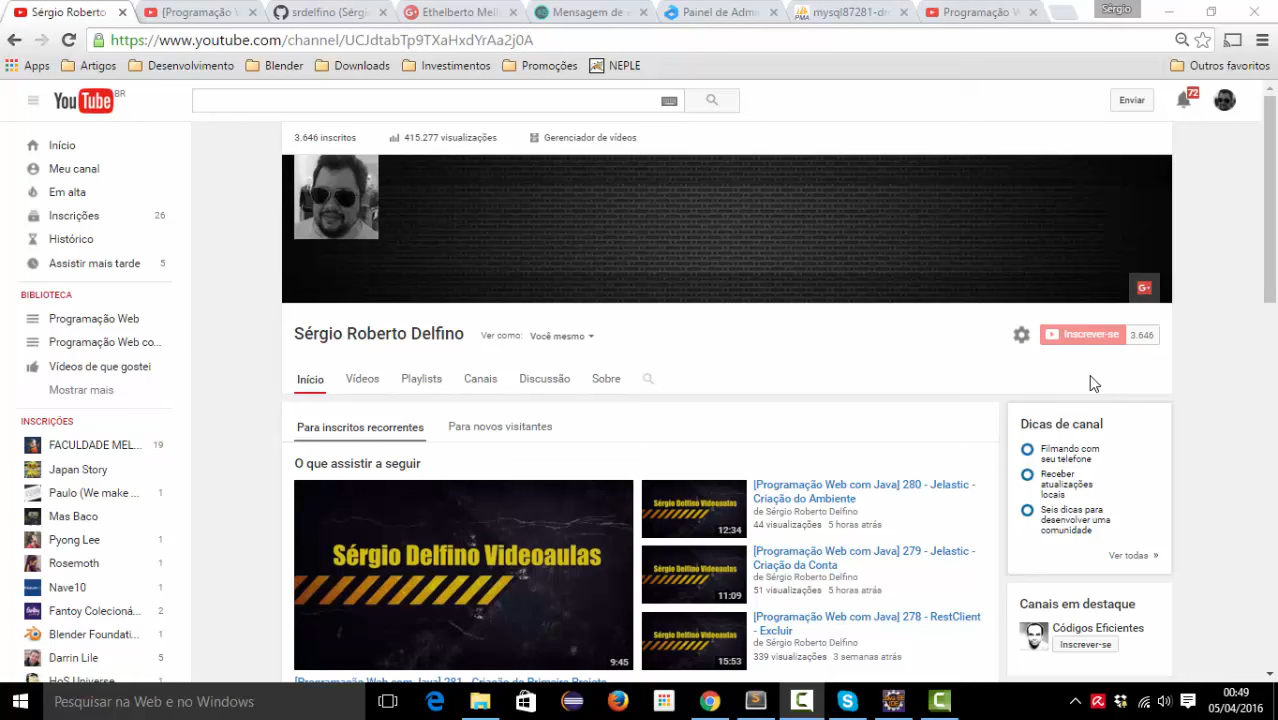 Sérgio Roberto Delfin
[Programação W
srdelfino (Sérgi
Ethelberto Mell
Mensagem de e
Painel de Admi
mysql87281-dr
Programação W
Sérgio
https://www.youtube.com/channel/UCJdtabTp9TXaHxdYrAa2j0A
Apps
Artigos
Desenvolvimento
Blender
Downloads
Investimentos
Promoções
NEPLE
Outros favoritos
YouTube BR
Enviar
72
3.646 inscritos
415.277 visualizações
Gerenciador de vídeos
Início
Meu canal
Em alta
Inscrições 26
Histórico
Assistir mais tarde 5
BIBLIOTECA
Programação Web
Programação Web co...
Vídeos de que gostei
Mostrar mais
INSCRIÇÕES
FACULDADE MEL... 19
Japan Story
Paulo (We make ... 1
Mas Baco
Pyong Lee 1
Rosemoth 1
Nave10 1
Fantoy Colecioná... 2
Blender Foundati... 1
Darrin Lile 5
HoS Universe 1
G+
Sérgio Roberto Delfino
Ver como: Você mesmo
Inscrever-se 3.646
Início
Vídeos
Playlists
Canais
Discussão
Sobre
Para inscritos recorrentes
Para novos visitantes
O que assistir a seguir
Sérgio Delfino Videoaulas
9:45
[Programação Web com Java] 281 - Criação do Primeiro Projeto
Sérgio Delfino Videoaulas
12:34
[Programação Web com Java] 280 - Jelastic -
Criação do Ambiente
de Sérgio Roberto Delfino
44 visualizações 5 horas atrás
Sérgio Delfino Videoaulas
11:09
[Programação Web com Java] 279 - Jelastic -
Criação da Conta
de Sérgio Roberto Delfino
51 visualizações 5 horas atrás
Sérgio Delfino Videoaulas
15:53
[Programação Web com Java] 278 - RestClient
- Excluir
de Sérgio Roberto Delfino
339 visualizações 3 semanas atrás
Dicas de canal
Filmando com
seu telefone
Receber
atualizações
locais
Seis dicas para
desenvolver uma
comunidade
Ver todas »
Canais em destaque
Códigos Eficientes
Inscrever-se
Pesquisar na Web e no Windows
00:49
05/04/2016